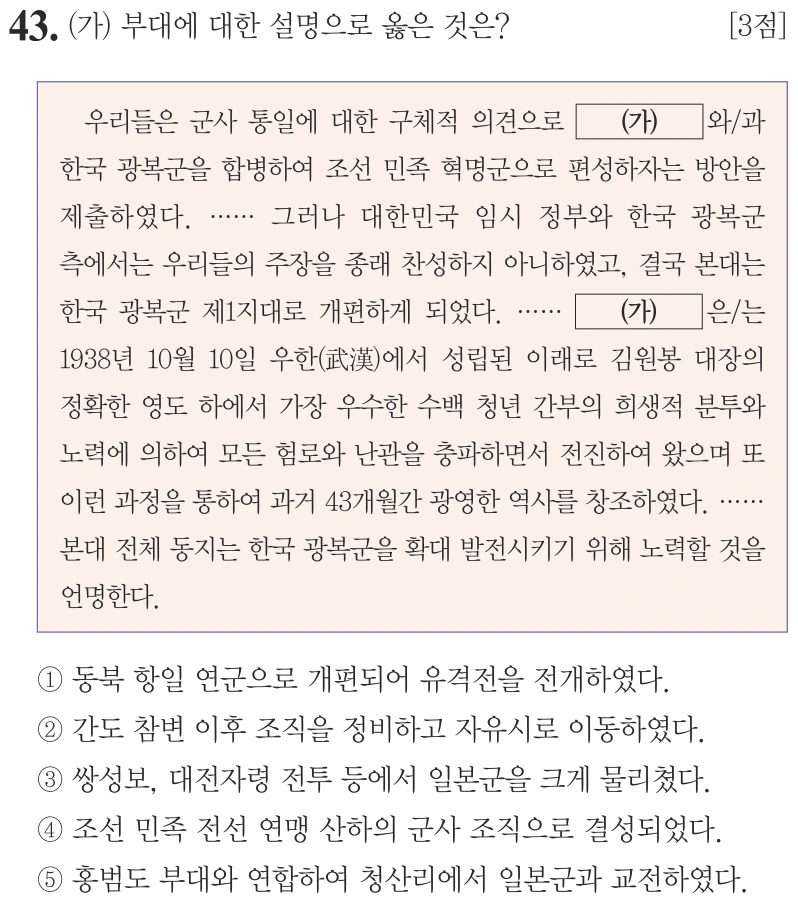 43. (가) 부대에 대한 설명으로 옳은 것은? [3점]
우리들은 군사 통일에 대한 구체적 의견으로 (가) 와/과
한국 광복군을 합병하여 조선 민족 혁명군으로 편성하자는 방안을
제출하였다. …… 그러나 대한민국 임시 정부와 한국 광복군
측에서는 우리들의 주장을 종래 찬성하지 아니하였고, 결국 본대는
한국 광복군 제1지대로 개편하게 되었다. …… (가) 은/는
1938년 10월 10일 우한(武漢)에서 성립된 이래로 김원봉 대장의
정확한 영도 하에서 가장 우수한 수백 청년 간부의 희생적 분투와
노력에 의하여 모든 험로와 난관을 충파하면서 전진하여 왔으며 또
이런 과정을 통하여 과거 43개월간 광영한 역사를 창조하였다. ……
본대 전체 동지는 한국 광복군을 확대 발전시키기 위해 노력할 것을
언명한다.
① 동북 항일 연군으로 개편되어 유격전을 전개하였다.
② 간도 참변 이후 조직을 정비하고 자유시로 이동하였다.
③ 쌍성보, 대전자령 전투 등에서 일본군을 크게 물리쳤다.
④ 조선 민족 전선 연맹 산하의 군사 조직으로 결성되었다.
⑤ 홍범도 부대와 연합하여 청산리에서 일본군과 교전하였다.